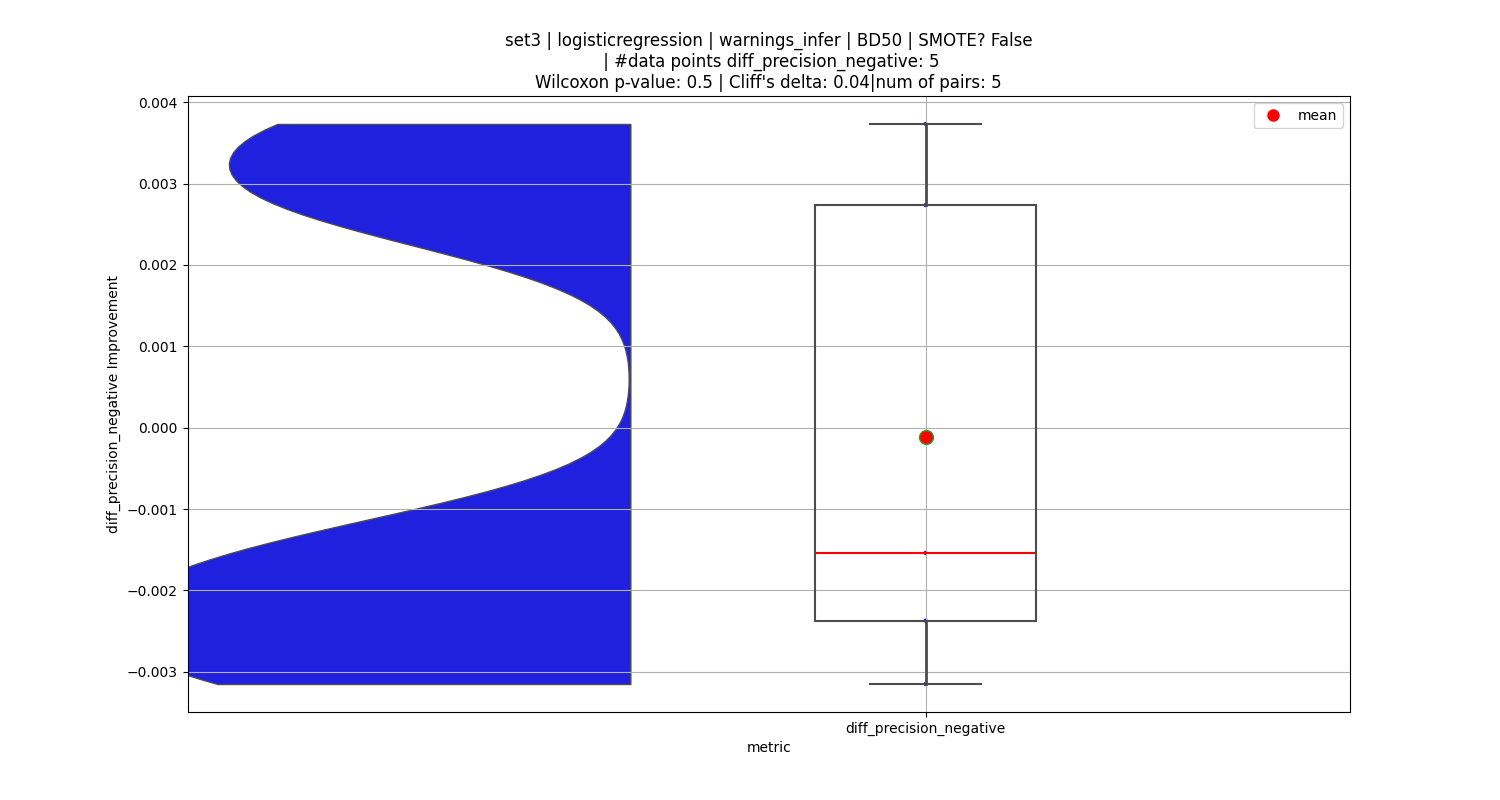 set3 | logisticregression | warnings_infer | BD50 | SMOTE? False
| #data points diff_precision_negative: 5
Wilcoxon p-value: 0.5 | Cliff's delta: 0.04|num of pairs: 5
mean
0.004
0.003
0.002
0.001
0.000
−0.001
−0.002
−0.003
diff_precision_negative Improvement
diff_precision_negative
metric